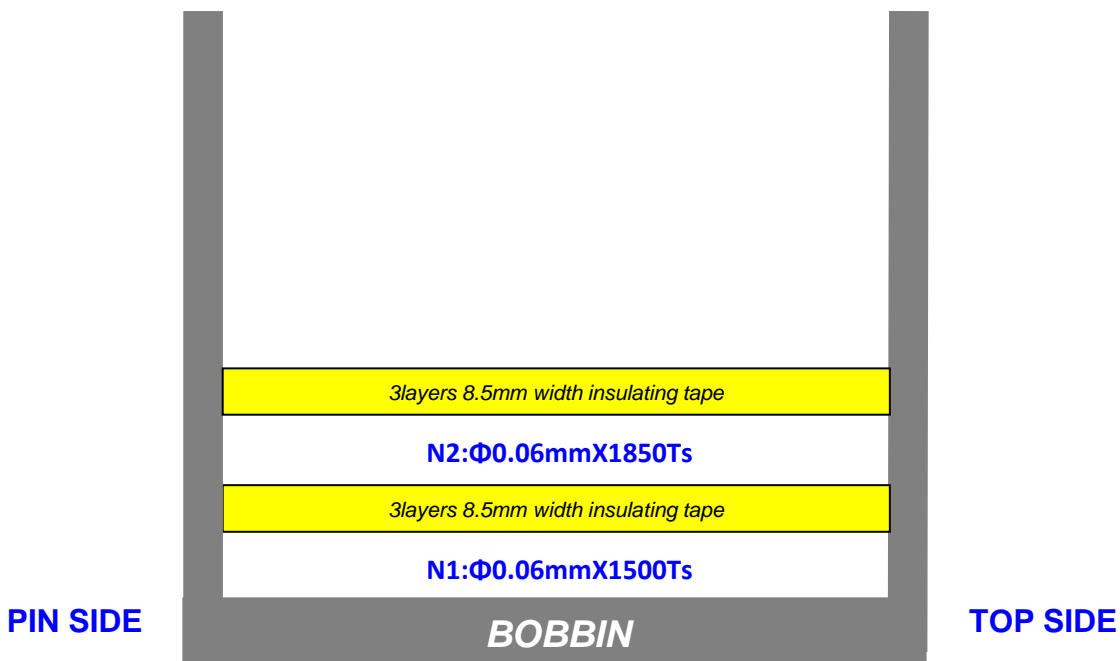 3layers 8.5mm width insulating tape
N2:Φ0.06mmX1850Ts
3layers 8.5mm width insulating tape
N1:Φ0.06mmX1500Ts
PIN SIDE
BOBBIN
TOP SIDE